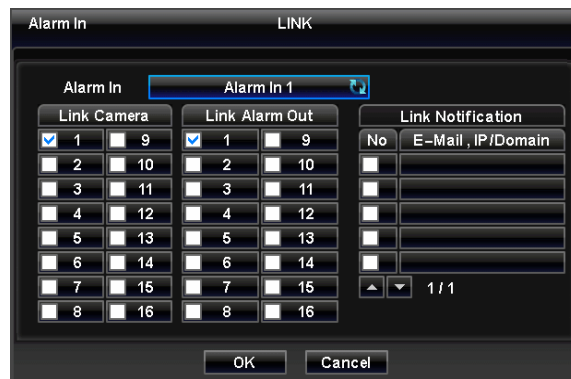 Alarm In LINK
Alarm In Alarm In 1
Link Camera Link Alarm Out Link Notification
1 9 1 9 No E-Mail , IP/Domain
2 10 2 10
3 11 3 11
4 12 4 12
5 13 5 13
6 14 6 14
7 15 7 15 1 / 1
8 16 8 16
OK Cancel